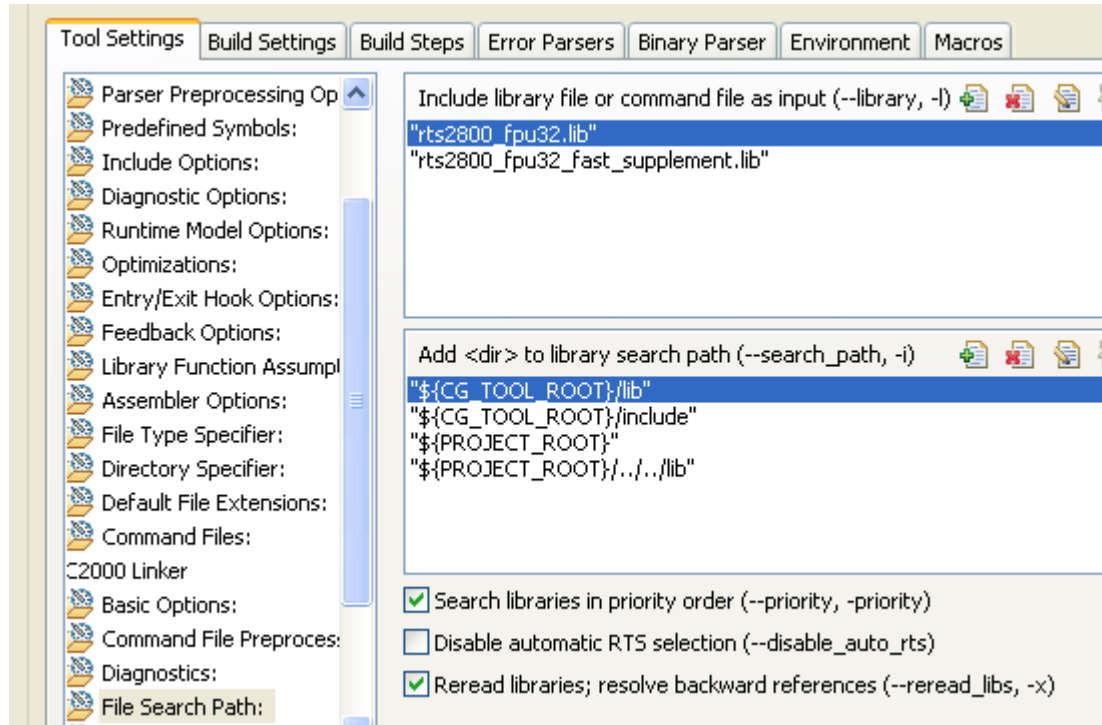 Tool Settings Build Settings Build Steps Error Parsers Binary Parser Environment Macros
Parser Preprocessing Op
Predefined Symbols:
Include Options:
Diagnostic Options:
Runtime Model Options:
Optimizations:
Entry/Exit Hook Options:
Feedback Options:
Library Function Assumpl
Assembler Options:
File Type Specifier:
Directory Specifier:
Default File Extensions:
Command Files:
C2000 Linker
Basic Options:
Command File Preprocess
Diagnostics:
File Search Path:
Include library file or command file as input (--library, -l)
"rts2800_fpu32.lib"
"rts2800_fpu32_fast_supplement.lib"
Add <dir> to library search path (--search_path, -i)
"${CG_TOOL_ROOT}/lib"
"${CG_TOOL_ROOT}/include"
"${PROJECT_ROOT}"
"${PROJECT_ROOT}/../../lib"
Search libraries in priority order (--priority, -priority)
Disable automatic RTS selection (--disable_auto_rts)
Reread libraries; resolve backward references (--reread_libs, -x)